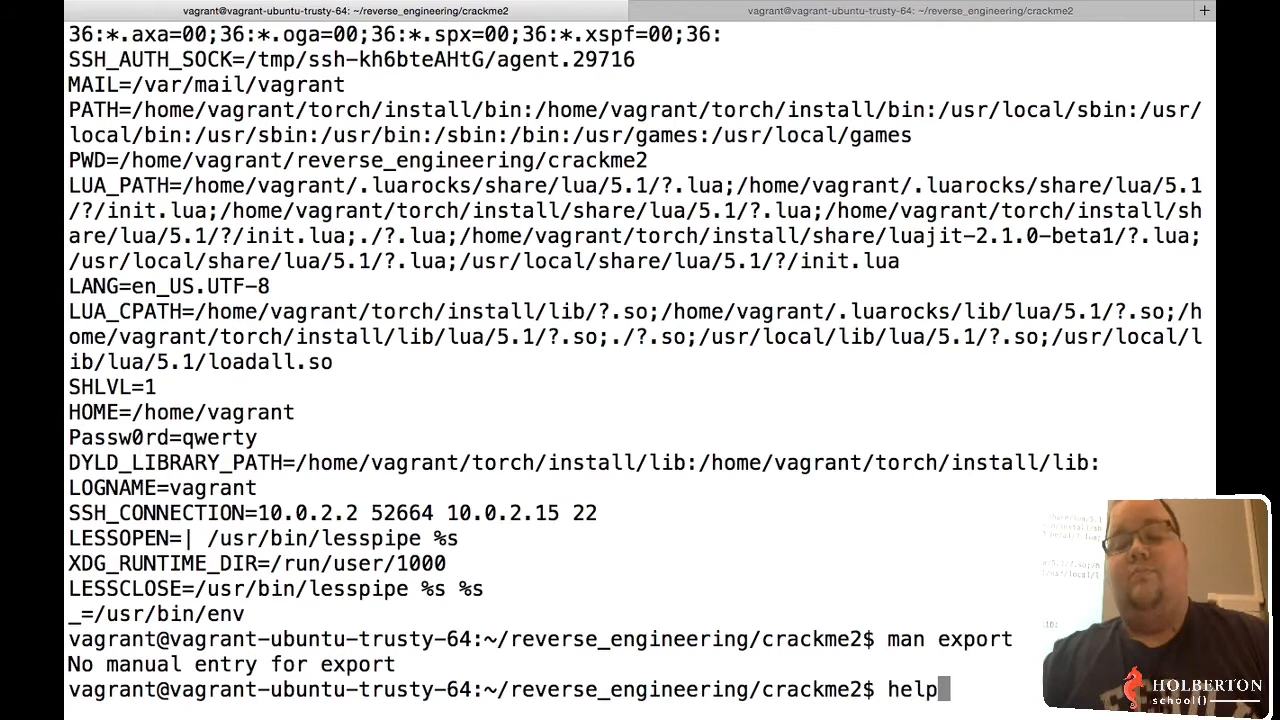 vagrant@vagrant-ubuntu-trusty-64: ~/reverse_engineering/crackme2
vagrant@vagrant-ubuntu-trusty-64: ~/reverse_engineering/crackme2
36:*.axa=00;36:*.oga=00;36:*.spx=00;36:*.xspf=00;36:
SSH_AUTH_SOCK=/tmp/ssh-kh6bteAHtG/agent.29716
MAIL=/var/mail/vagrant
PATH=/home/vagrant/torch/install/bin:/home/vagrant/torch/install/bin:/usr/local/sbin:/usr/
local/bin:/usr/sbin:/usr/bin:/sbin:/bin:/usr/games:/usr/local/games
PWD=/home/vagrant/reverse_engineering/crackme2
LUA_PATH=/home/vagrant/.luarocks/share/lua/5.1/?.lua;/home/vagrant/.luarocks/share/lua/5.1
/?/init.lua;/home/vagrant/torch/install/share/lua/5.1/?.lua;/home/vagrant/torch/install/sh
are/lua/5.1/?/init.lua;./?.lua;/home/vagrant/torch/install/share/luajit-2.1.0-beta1/?.lua;
/usr/local/share/lua/5.1/?.lua;/usr/local/share/lua/5.1/?/init.lua
LANG=en_US.UTF-8
LUA_CPATH=/home/vagrant/torch/install/lib/?.so;/home/vagrant/.luarocks/lib/lua/5.1/?.so;/h
ome/vagrant/torch/install/lib/lua/5.1/?.so;./?.so;/usr/local/lib/lua/5.1/?.so;/usr/local/l
ib/lua/5.1/loadall.so
SHLVL=1
HOME=/home/vagrant
Passw0rd=qwerty
DYLD_LIBRARY_PATH=/home/vagrant/torch/install/lib:/home/vagrant/torch/install/lib:
LOGNAME=vagrant
SSH_CONNECTION=10.0.2.2 52664 10.0.2.15 22
LESSOPEN=| /usr/bin/lesspipe %s
XDG_RUNTIME_DIR=/run/user/1000
LESSCLOSE=/usr/bin/lesspipe %s %s
_=/usr/bin/env
vagrant@vagrant-ubuntu-trusty-64:~/reverse_engineering/crackme2$ man export
No manual entry for export
vagrant@vagrant-ubuntu-trusty-64:~/reverse_engineering/crackme2$ help
HOLBERTON
school()